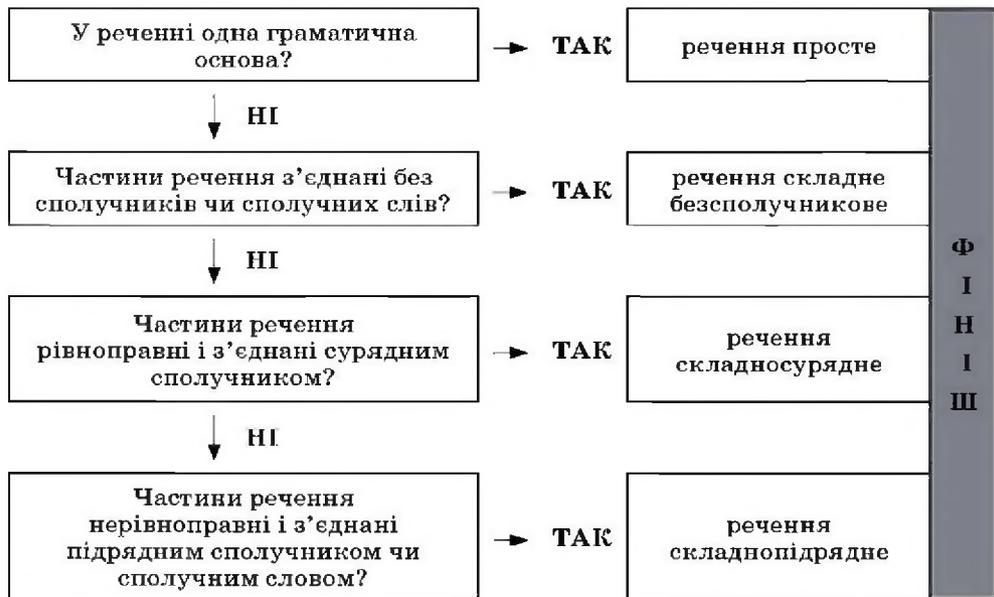 У реченні одна граматична
основа?
ТАК
речення просте
НІ
Частини речення з’єднані без
сполучників чи сполучних слів?
ТАК
речення складне
безсполучникове
НІ
Частини речення
рівноправні і з’єднані сурядним
сполучником?
ТАК
речення
складносурядне
НІ
Частини речення
нерівноправні і з’єднані
підрядним сполучником чи
сполучним словом?
ТАК
речення
складнопідрядне
Ф
І
Н
І
Ш